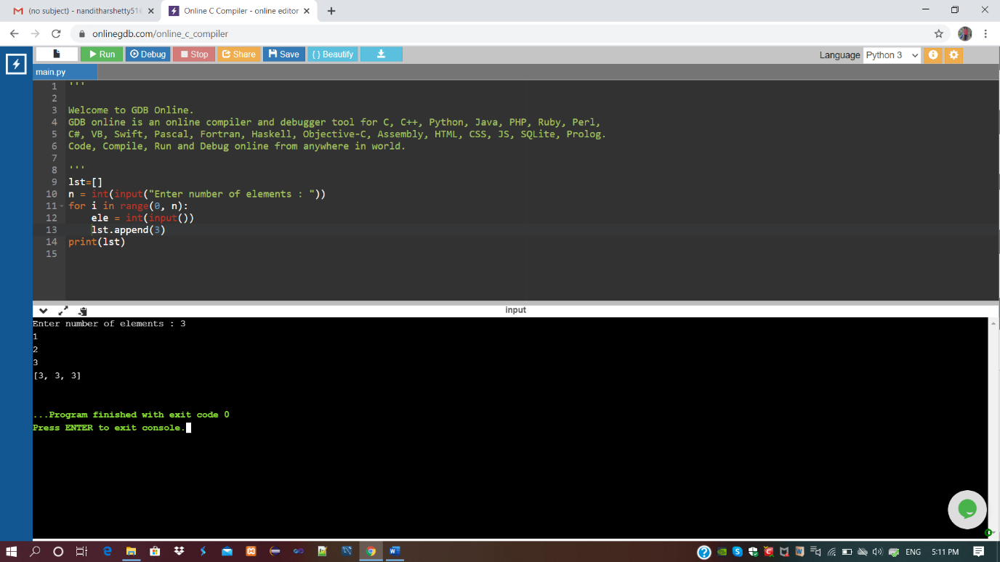 (no subject) - nanditharshetty516
Online C Compiler - online editor
onlinegdb.com/online_c_compiler
Run Debug Stop Share Save { } Beautify Language Python 3
main.py
1 '''
2
3 Welcome to GDB Online.
4 GDB online is an online compiler and debugger tool for C, C++, Python, Java, PHP, Ruby, Perl,
5 C#, VB, Swift, Pascal, Fortran, Haskell, Objective-C, Assembly, HTML, CSS, JS, SQLite, Prolog.
6 Code, Compile, Run and Debug online from anywhere in world.
7
8 '''
9 lst=[]
10 n = int(input("Enter number of elements : "))
11 for i in range(0, n):
12     ele = int(input())
13     lst.append(3)
14 print(lst)
15
input
Enter number of elements : 3
1
2
3
[3, 3, 3]
...Program finished with exit code 0
Press ENTER to exit console.
ENG 5:11 PM